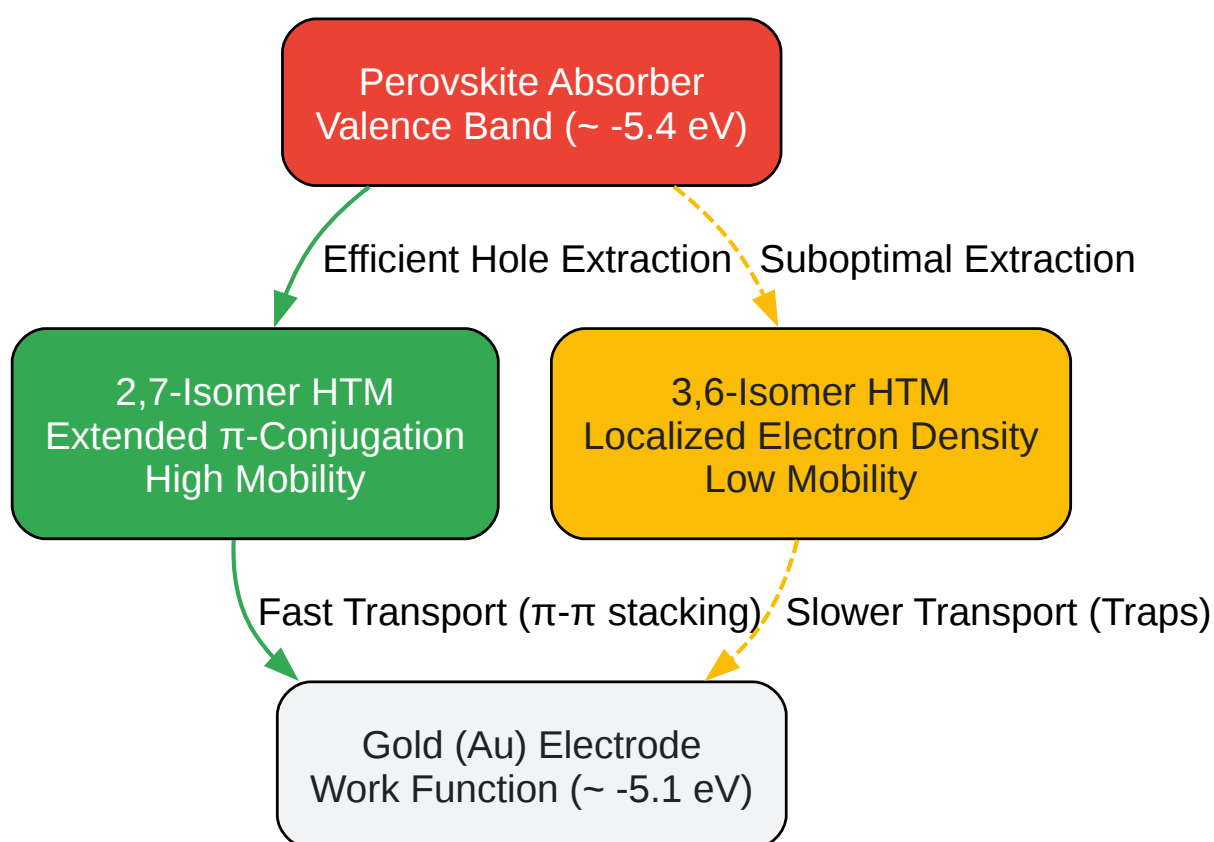 Perovskite Absorber
Valence Band (~ -5.4 eV)
Efficient Hole Extraction
Suboptimal Extraction
2,7-Isomer HTM
Extended π-Conjugation
High Mobility
3,6-Isomer HTM
Localized Electron Density
Low Mobility
Fast Transport (π-π stacking)
Slower Transport (Traps)
Gold (Au) Electrode
Work Function (~ -5.1 eV)